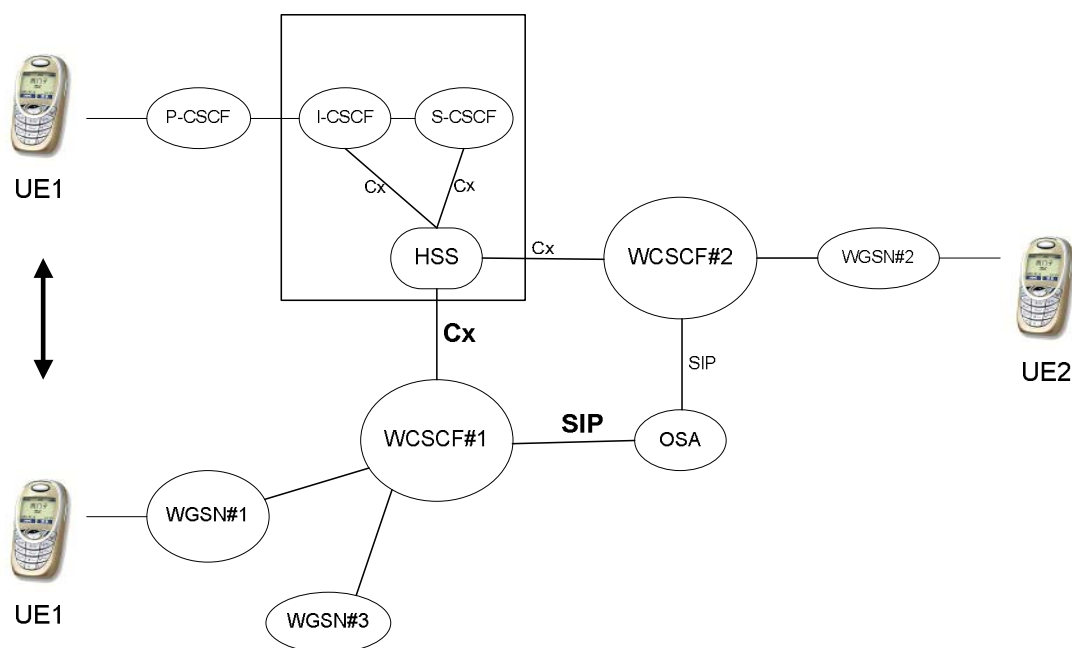 P-CSCF
I-CSCF
S-CSCF
UE1
Cx
Cx
HSS
Cx
WCSCF#2
WGSN#2
Cx
SIP
UE2
WCSCF#1
SIP
OSA
WGSN#1
UE1
WGSN#3